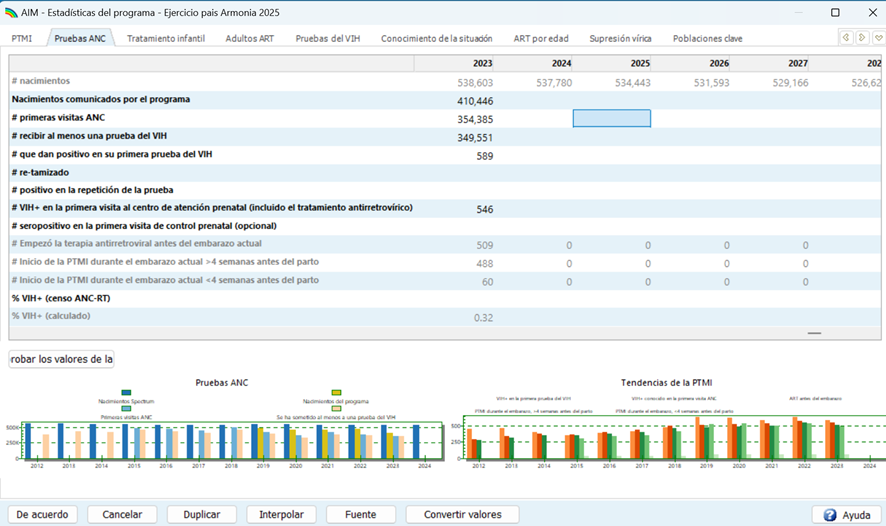 AIM - Estadísticas del programa - Ejercicio pais Armonia 2025
PTMI Pruebas ANC Tratamiento infantil Adultos ART Pruebas del VIH Conocimiento de la situación ART por edad Supresión vírica Poblaciones clave
2023 2024 2025 2026 2027 202
# nacimientos 538,603 537,780 534,443 531,593 529,166 526,62
Nacimientos comunicados por el programa 410,446
# primeras visitas ANC 354,385
# recibir al menos una prueba del VIH 349,551
# que dan positivo en su primera prueba del VIH 589
# re-tamizado
# positivo en la repetición de la prueba
# VIH+ en la primera visita al centro de atención prenatal (incluido el tratamiento antirretrovírico) 546
# seropositivo en la primera visita de control prenatal (opcional)
# Empezó la terapia antirretroviral antes del embarazo actual 509 0 0 0 0
# Inicio de la PTMI durante el embarazo actual >4 semanas antes del parto 488 0 0 0 0
# Inicio de la PTMI durante el embarazo actual <4 semanas antes del parto 60 0 0 0 0
% VIH+ (censo ANC-RT)
% VIH+ (calculado) 0.32
robar los valores de la
Pruebas ANC
Nacimientos Spectrum Nacimientos del programa
Primeras visitas ANC Se ha sometido al menos a una prueba del VIH
500K
250K
0
2012 2013 2014 2015 2016 2017 2018 2019 2020 2021 2022 2023 2024
Tendencias de la PTMI
VIH+ en la primera prueba del VIH VIH+ conocido en la primera visita ANC ART antes del embarazo
PTMI durante el embarazo, >4 semanas antes del parto PTMI durante el embarazo, <4 semanas antes del parto
500
0
2012 2013 2014 2015 2016 2017 2018 2019 2020 2021 2022 2023 2024
De acuerdo Cancelar Duplicar Interpolar Fuente Convertir valores Ayuda